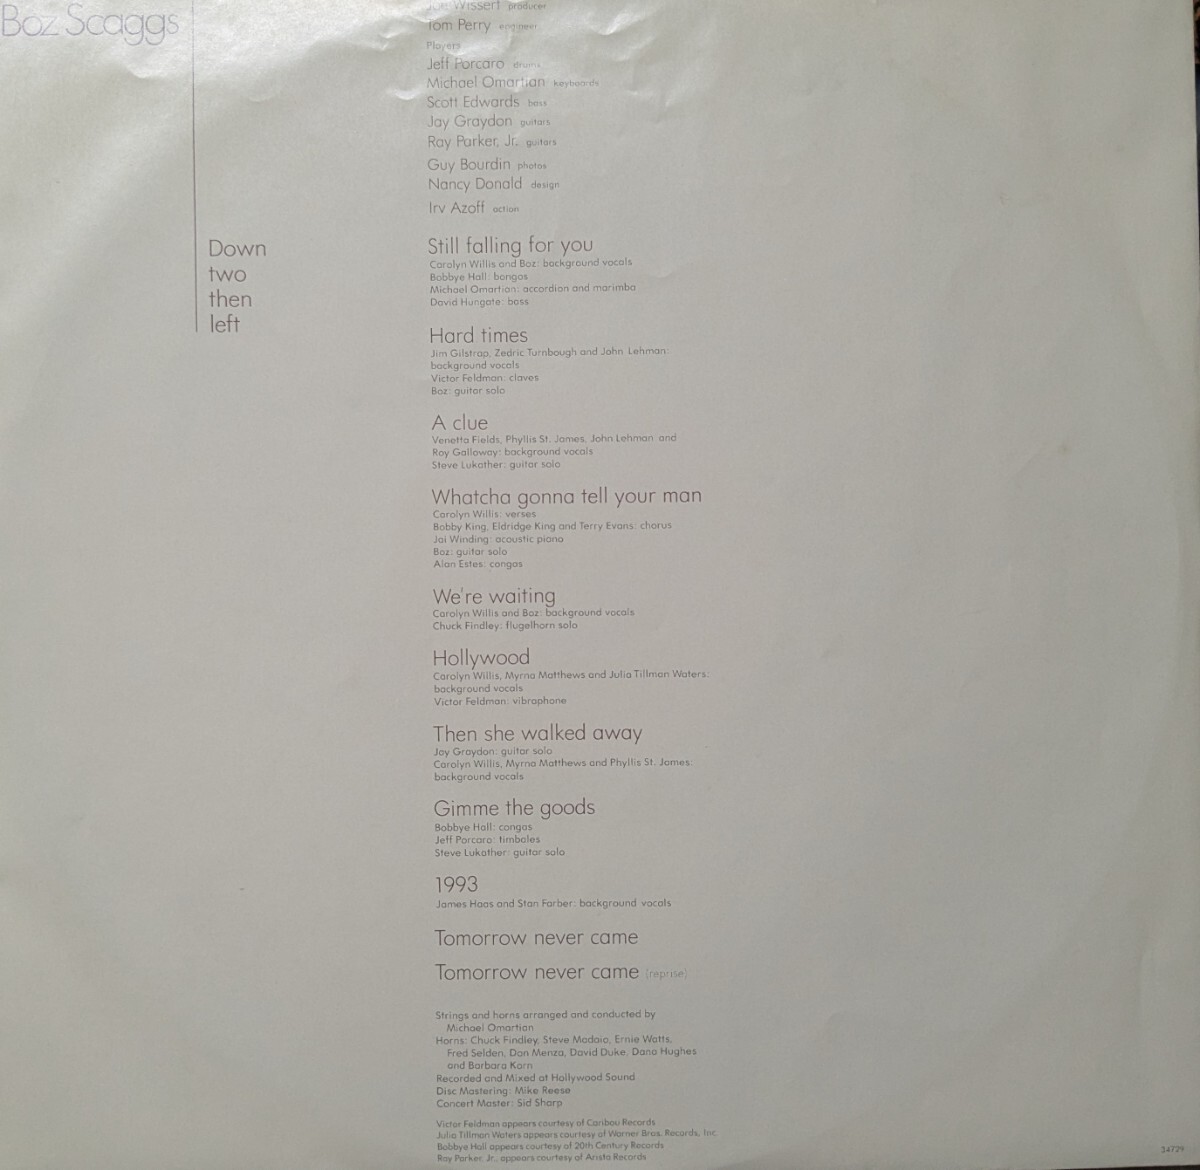 Boz Scaggs
Down
two
then
left
Joe Wissert producer
Tom Perry engineer
Players
Jeff Porcaro drums
Michael Omartian keyboards
Scott Edwards bass
Jay Graydon guitars
Ray Parker, Jr. guitars
Guy Bourdin photos
Nancy Donald design
Irv Azoff action
Still falling for you
Carolyn Willis and Boz: background vocals
Bobbye Hall: bongos
Michael Omartian: accordian and marimba
David Hungate: bass
Hard times
Jim Gilstrap, Zedric Turnbough and John Lehman:
background vocals
Victor Feldman: claves
Boz: guitar solo
A clue
Venetta Fields, Phyllis St. James, John Lehman and
Roy Galloway: background vocals
Steve Lukather: guitar solo
Whatcha gonna tell your man
Carolyn Willis: verses
Bobby King, Eldridge King and Terry Evans: chorus
Jai Winding: acoustic piano
Boz: guitar solo
Alan Estes: congas
We're waiting
Carolyn Willis and Boz: background vocals
Chuck Findley: flugelhorn solo
Hollywood
Carolyn Willis, Myrna Matthews and Julia Tillman Waters:
background vocals
Victor Feldman: vibraphone
Then she walked away
Jay Graydon: guitar solo
Carolyn Willis, Myrna Matthews and Phyllis St. James:
background vocals
Gimme the goods
Bobbye Hall: congas
Jeff Porcaro: timbales
Steve Lukather: guitar solo
1993
James Haas and Stan Farber: background vocals
Tomorrow never came
Tomorrow never came (reprise)
Strings and horns arranged and conducted by
Michael Omartian
Horns: Chuck Findley, Steve Madaio, Ernie Watts,
Fred Selden, Don Menza, David Duke, Dana Hughes
and Barbara Korn
Recorded and Mixed at Hollywood Sound
Disc Mastering: Mike Reese
Concert Master: Sid Sharp
Victor Feldman appears courtesy of Caribou Records
Julia Tillman Waters appears courtesy of Warner Bros. Records, Inc.
Bobbye Hall appears courtesy of 20th Century Records
Ray Parker, Jr., appears courtesy of Arista Records
34729